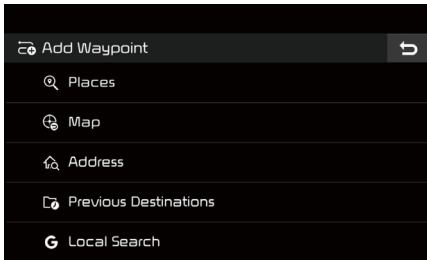 Add Waypoint
Places
Map
Address
Previous Destinations
G Local Search